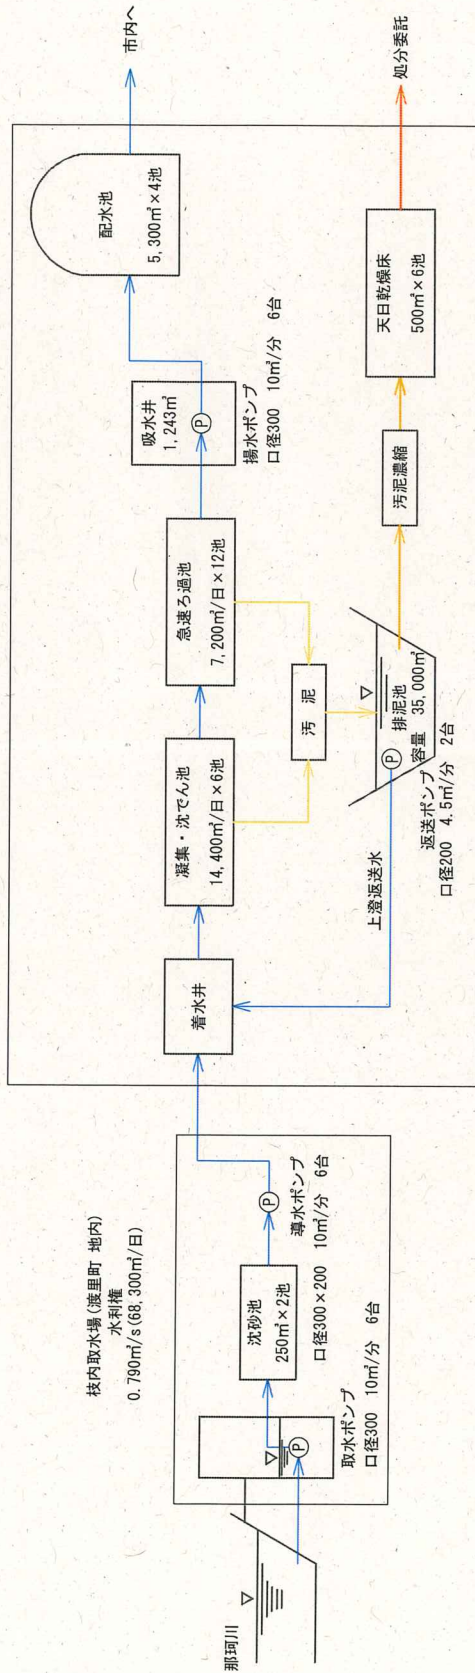 那珂川
枝内取水場(渡里町 地内)
水利権
0.790㎥/s(68,300㎥/日)
P
取水ポンプ
口径300 10㎥/分 6台
沈砂池
250㎥×2池
P
導水ポンプ
口径300×200 10㎥/分 6台
着水井
凝集・沈でん池
14,400㎥/日×6池
急速ろ過池
7,200㎥/日×12池
吸水井
1,243㎥
P
揚水ポンプ
口径300 10㎥/分 6台
配水池
5,300㎥×4池
市内へ
汚 泥
P
排泥池
容量 35,000㎥
返送ポンプ
口径200 4.5㎥/分 2台
上澄返送水
汚泥濃縮
天日乾燥床
500㎡×6池
処分委託